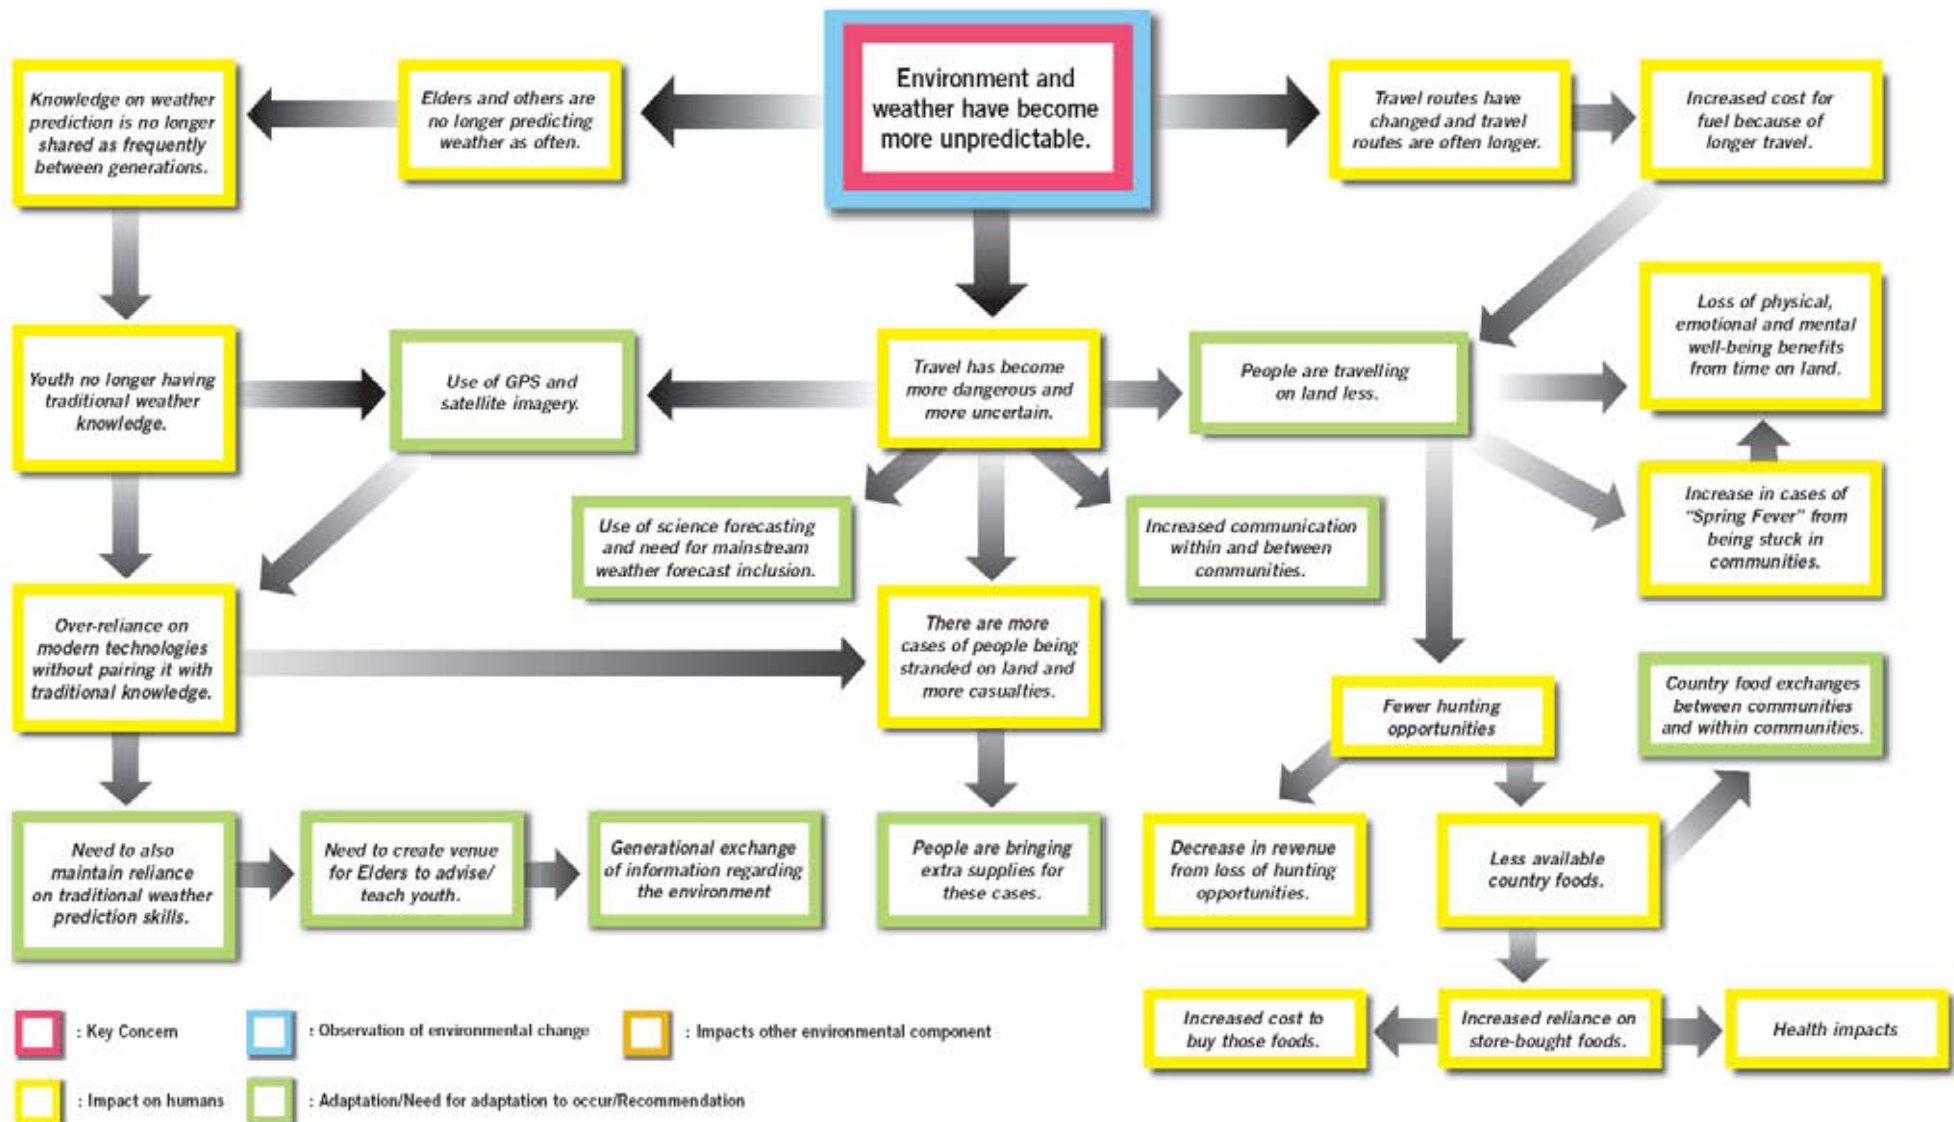 Environment and
weather have become
more unpredictable.
Elders and others are
no longer predicting
weather as often.
Knowledge on weather
prediction is no longer
shared as frequently
between generations.
Travel routes have
changed and travel
routes are often longer.
Increased cost for
fuel because of
longer travel.
Youth no longer having
traditional weather
knowledge.
Use of GPS and
satellite imagery.
Travel has become
more dangerous and
more uncertain.
People are travelling
on land less.
Loss of physical,
emotional and mental
well-being benefits
from time on land.
Use of science forecasting
and need for mainstream
weather forecast inclusion.
Increased communication
within and between
communities.
Increase in cases of
“Spring Fever” from
being stuck in
communities.
Over-reliance on
modern technologies
without pairing it with
traditional knowledge.
There are more
cases of people being
stranded on land and
more casualties.
Fewer hunting
opportunities
Country food exchanges
between communities
and within communities.
Need to also
maintain reliance
on traditional weather
prediction skills.
Need to create venue
for Elders to advise/
teach youth.
Generational exchange
of information regarding
the environment
People are bringing
extra supplies for
these cases.
Decrease in revenue
from loss of hunting
opportunities.
Less available
country foods.
Increased cost to
buy those foods.
Increased reliance on
store-bought foods.
Health impacts
: Key Concern
: Observation of environmental change
: Impacts other environmental component
: Impact on humans
: Adaptation/Need for adaptation to occur/Recommendation